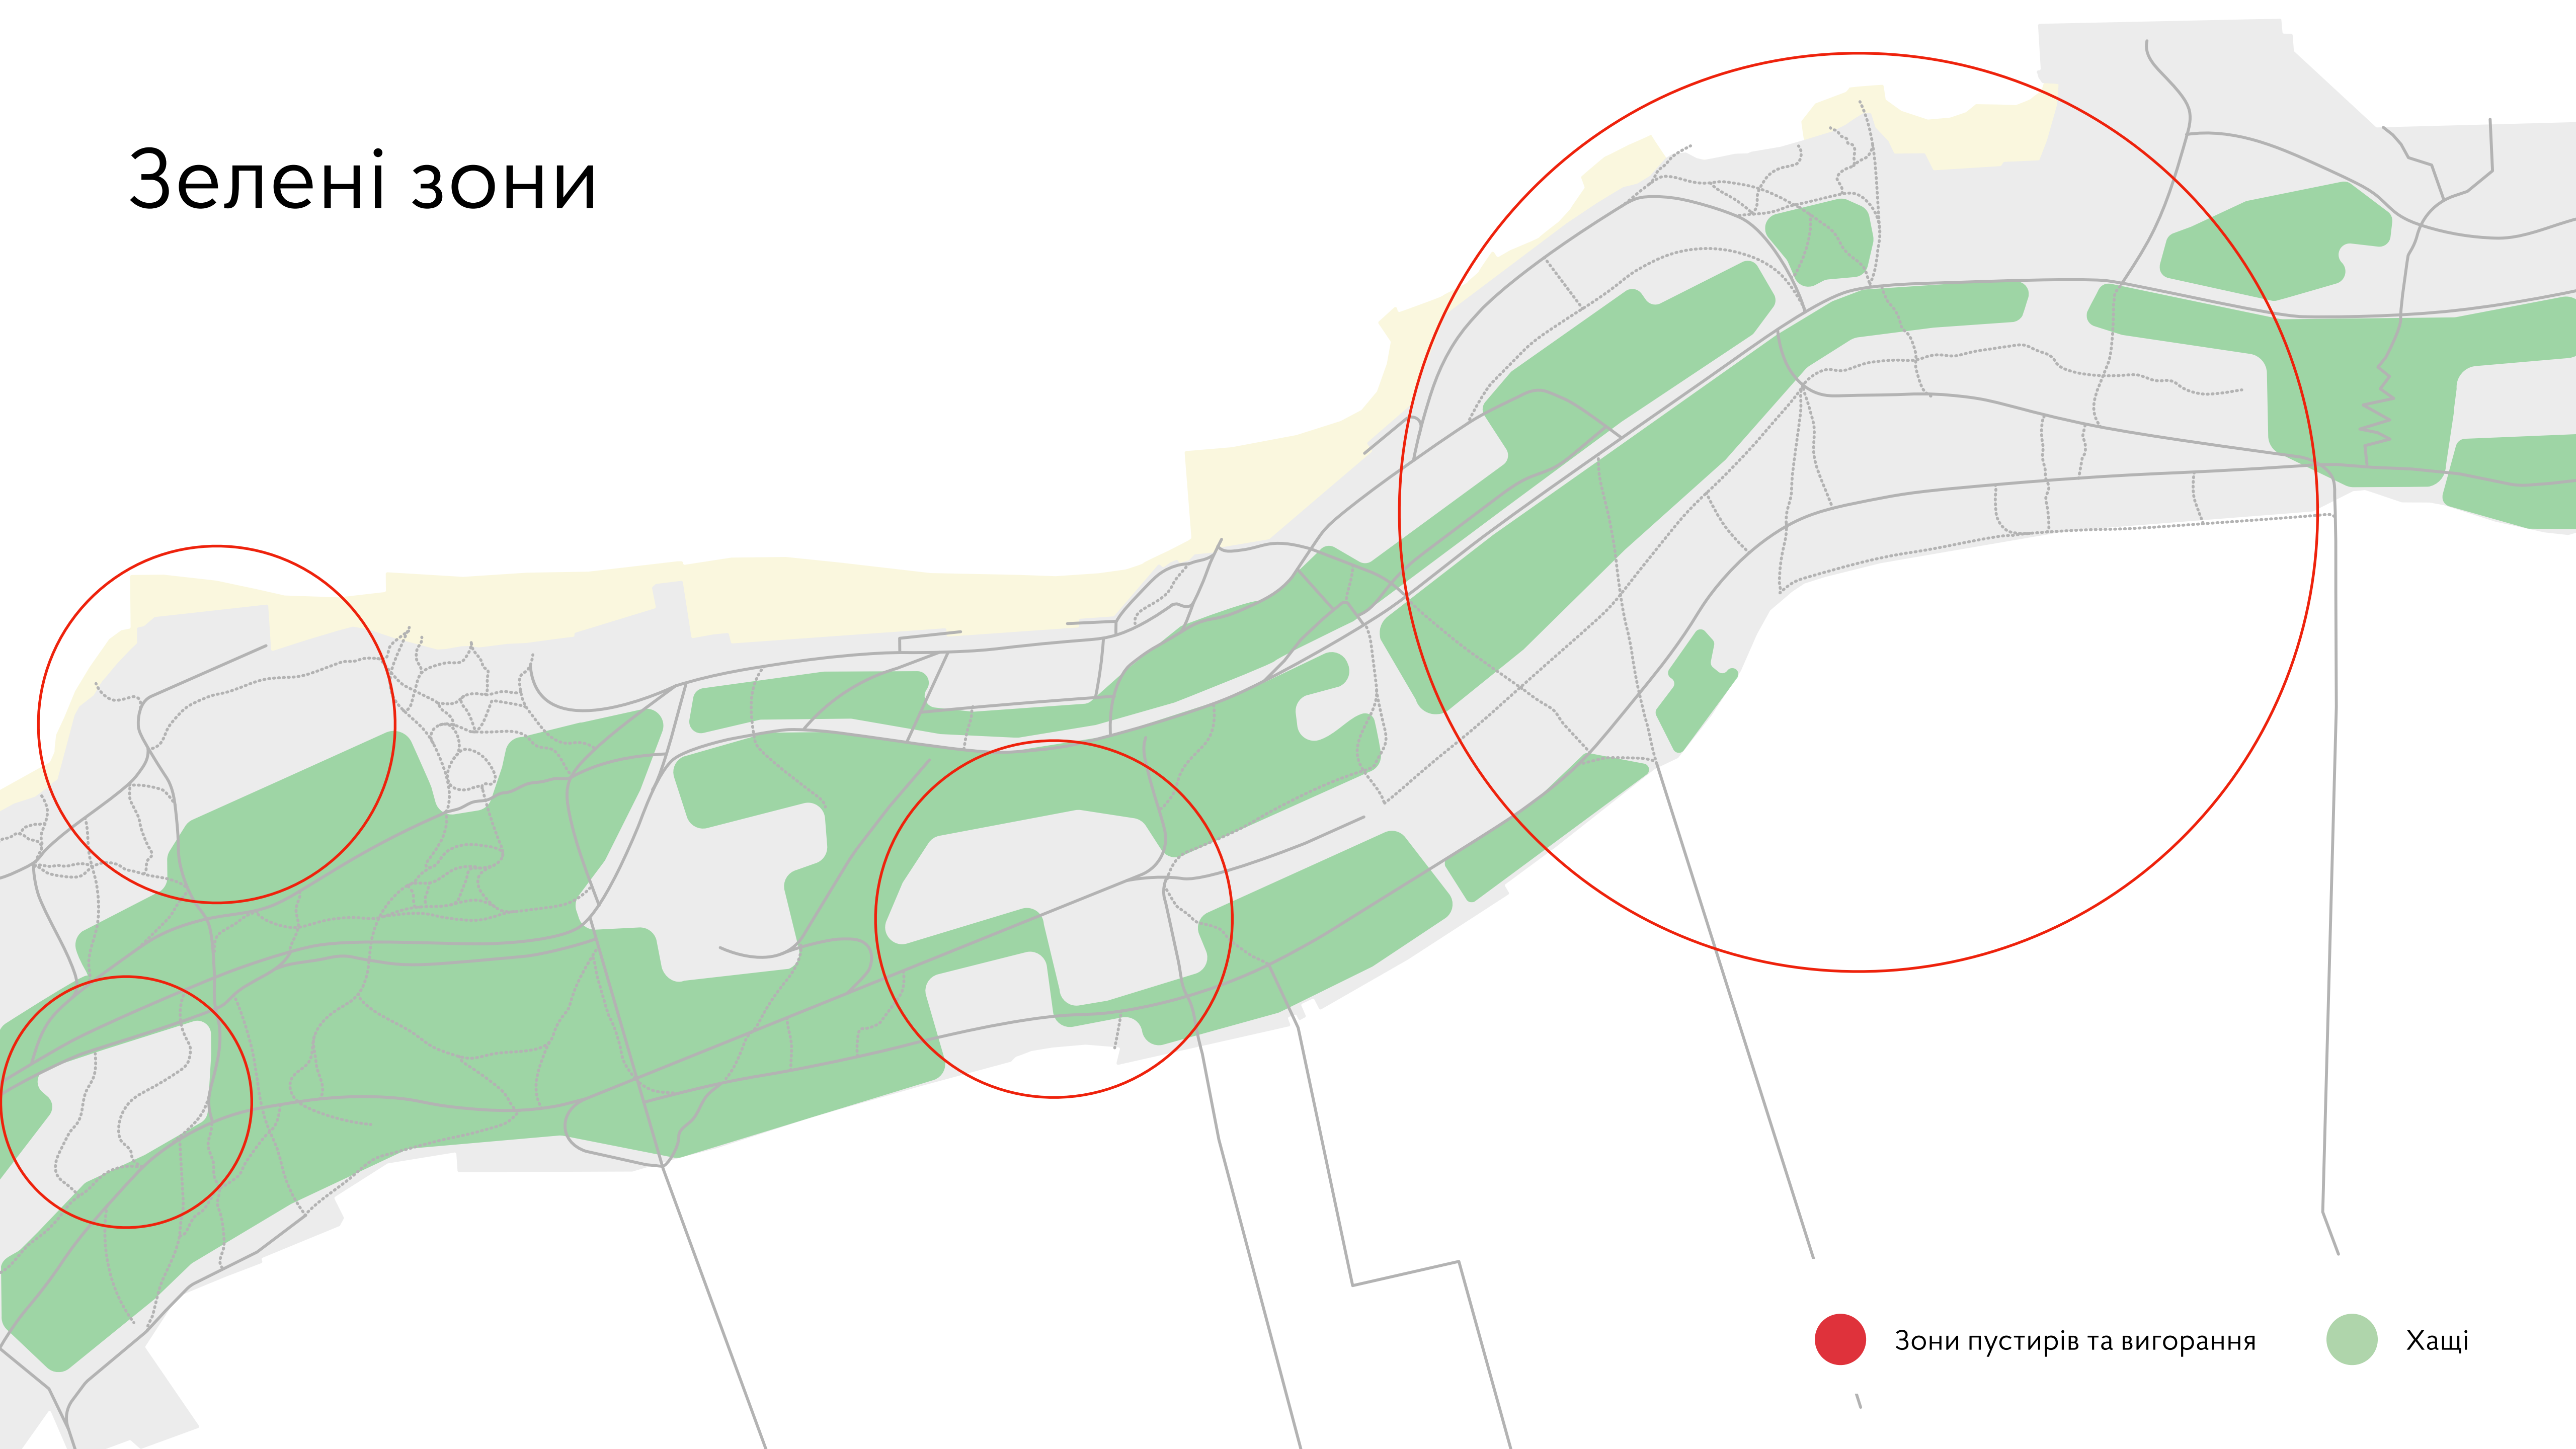 Зелені зони
Зони пустирів та вигорання
Хащі